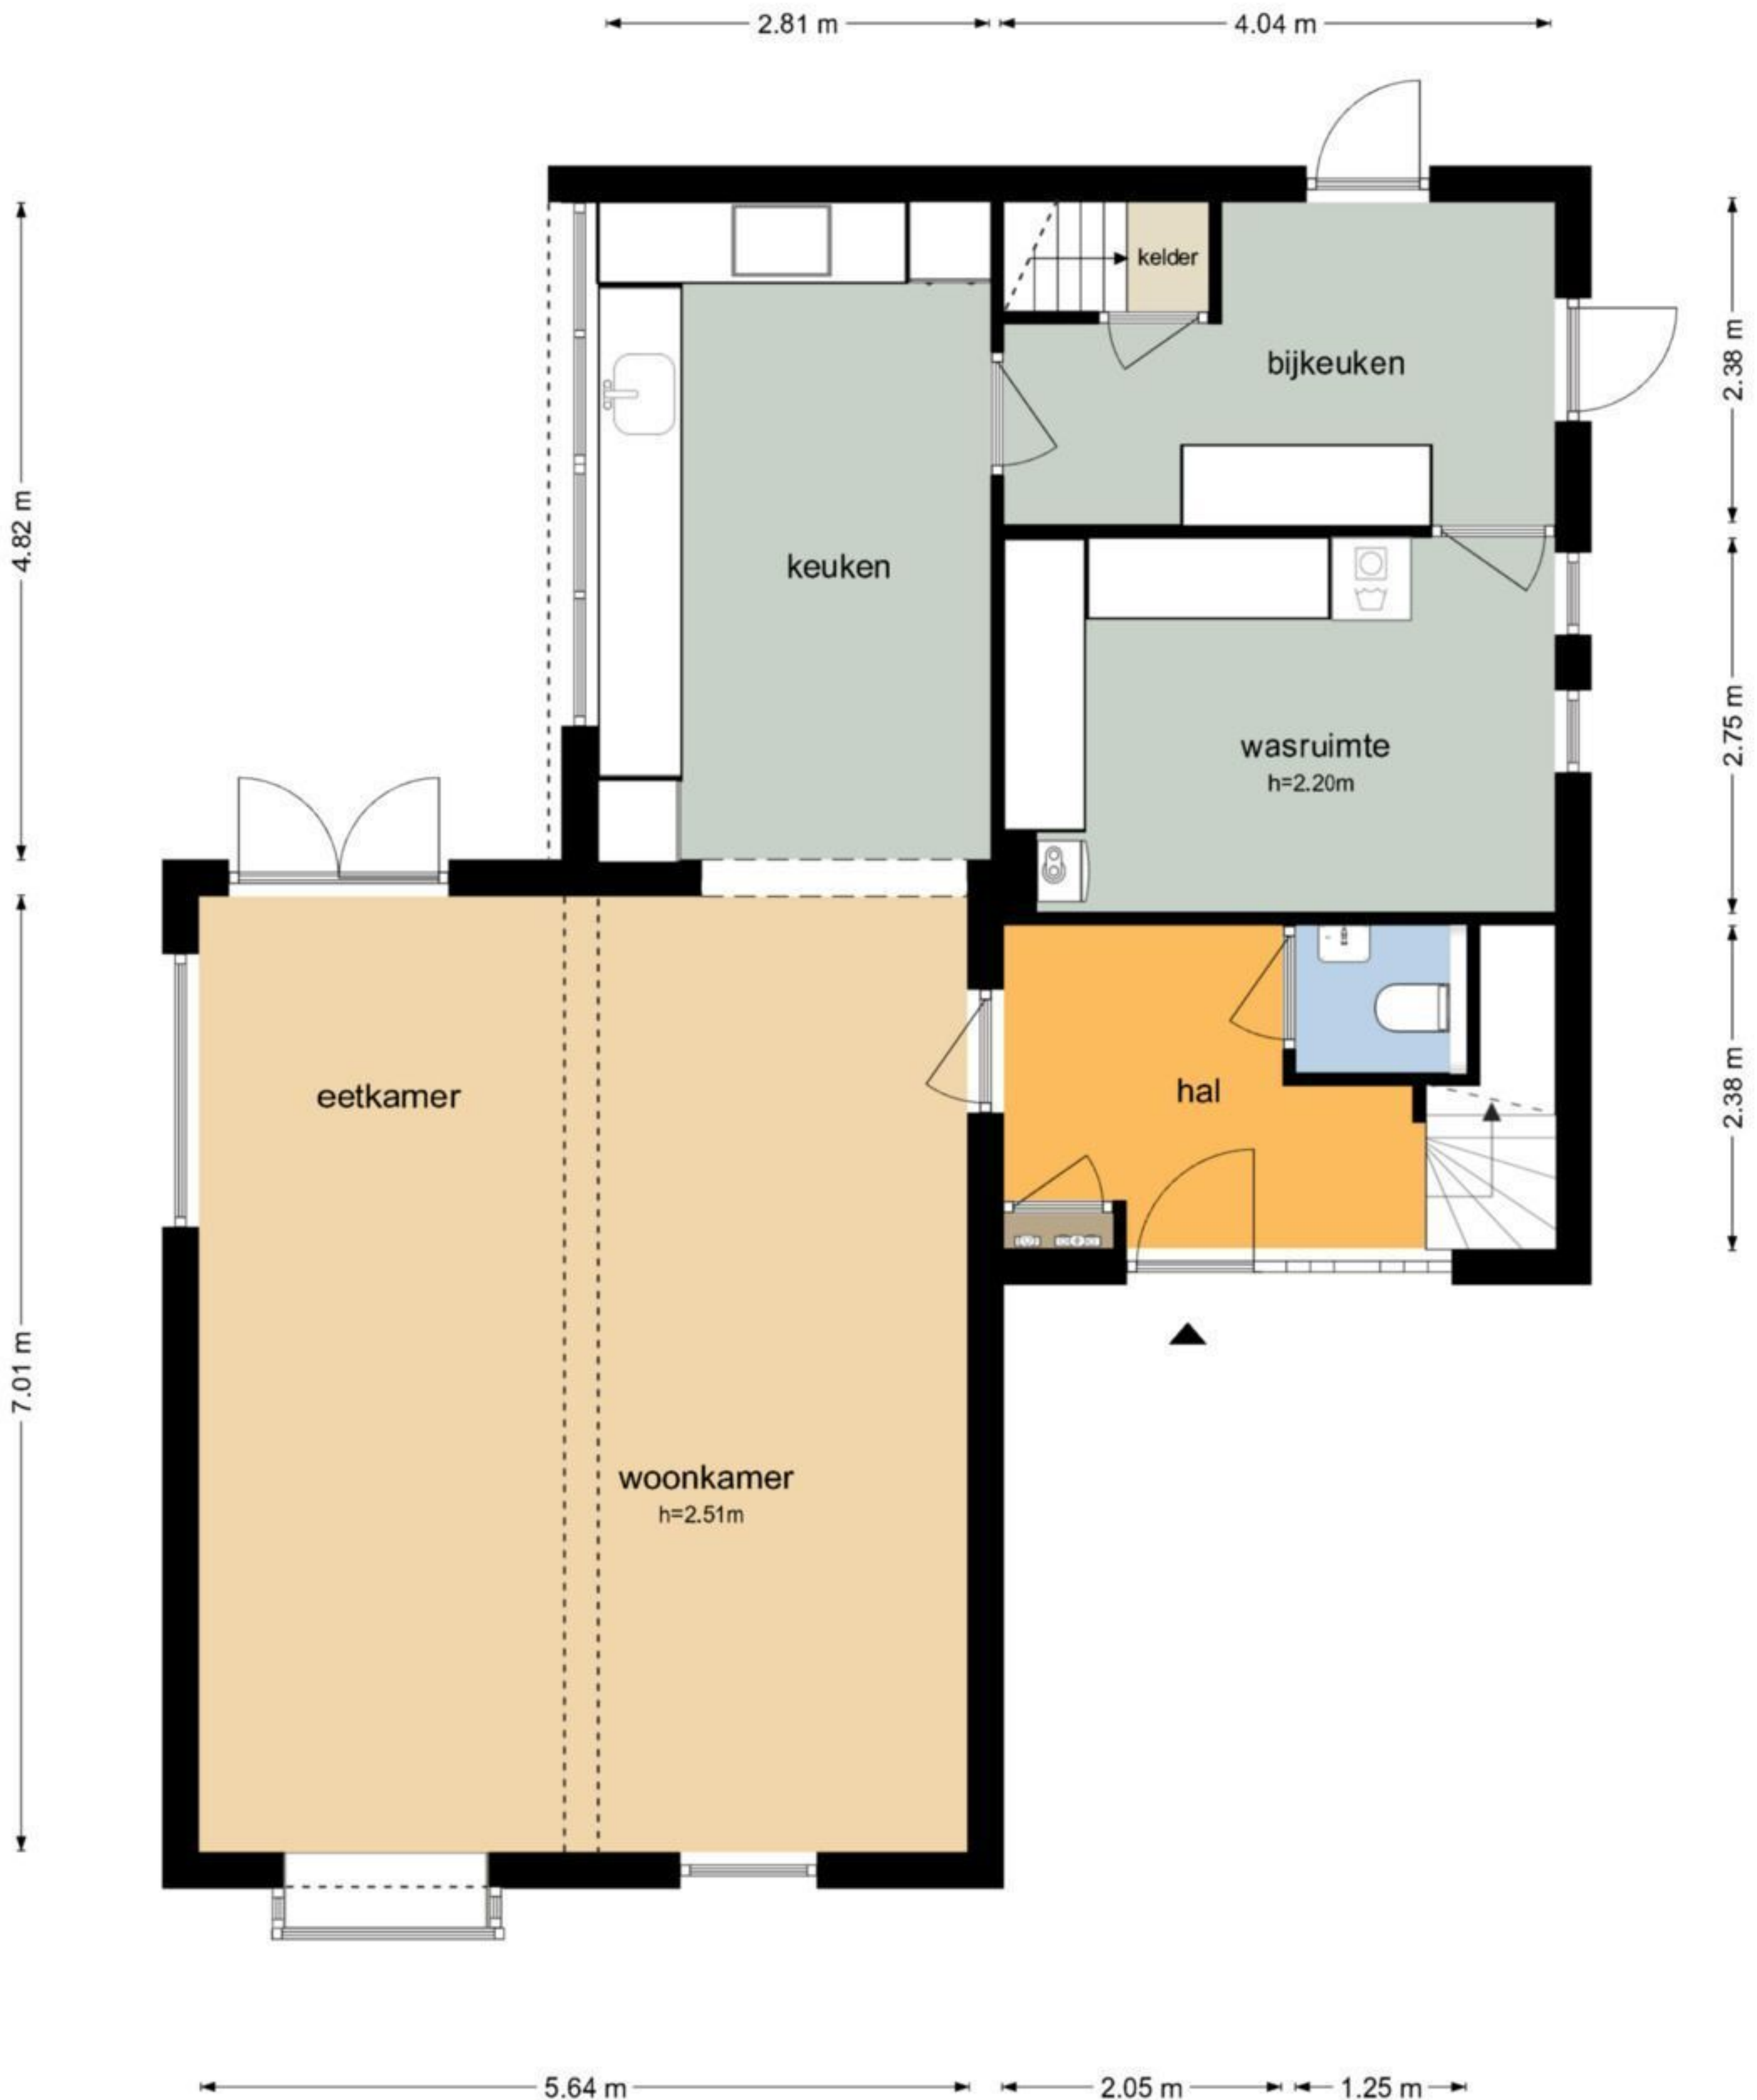 2.81 m
4.04 m
kelder
bijkeuken
2.38 m
4.82 m
keuken
2.75 m
wasruimte
h=2.20m
eetkamer
hal
2.38 m
7.01 m
woonkamer
h=2.51m
5.64 m
2.05 m
1.25 m